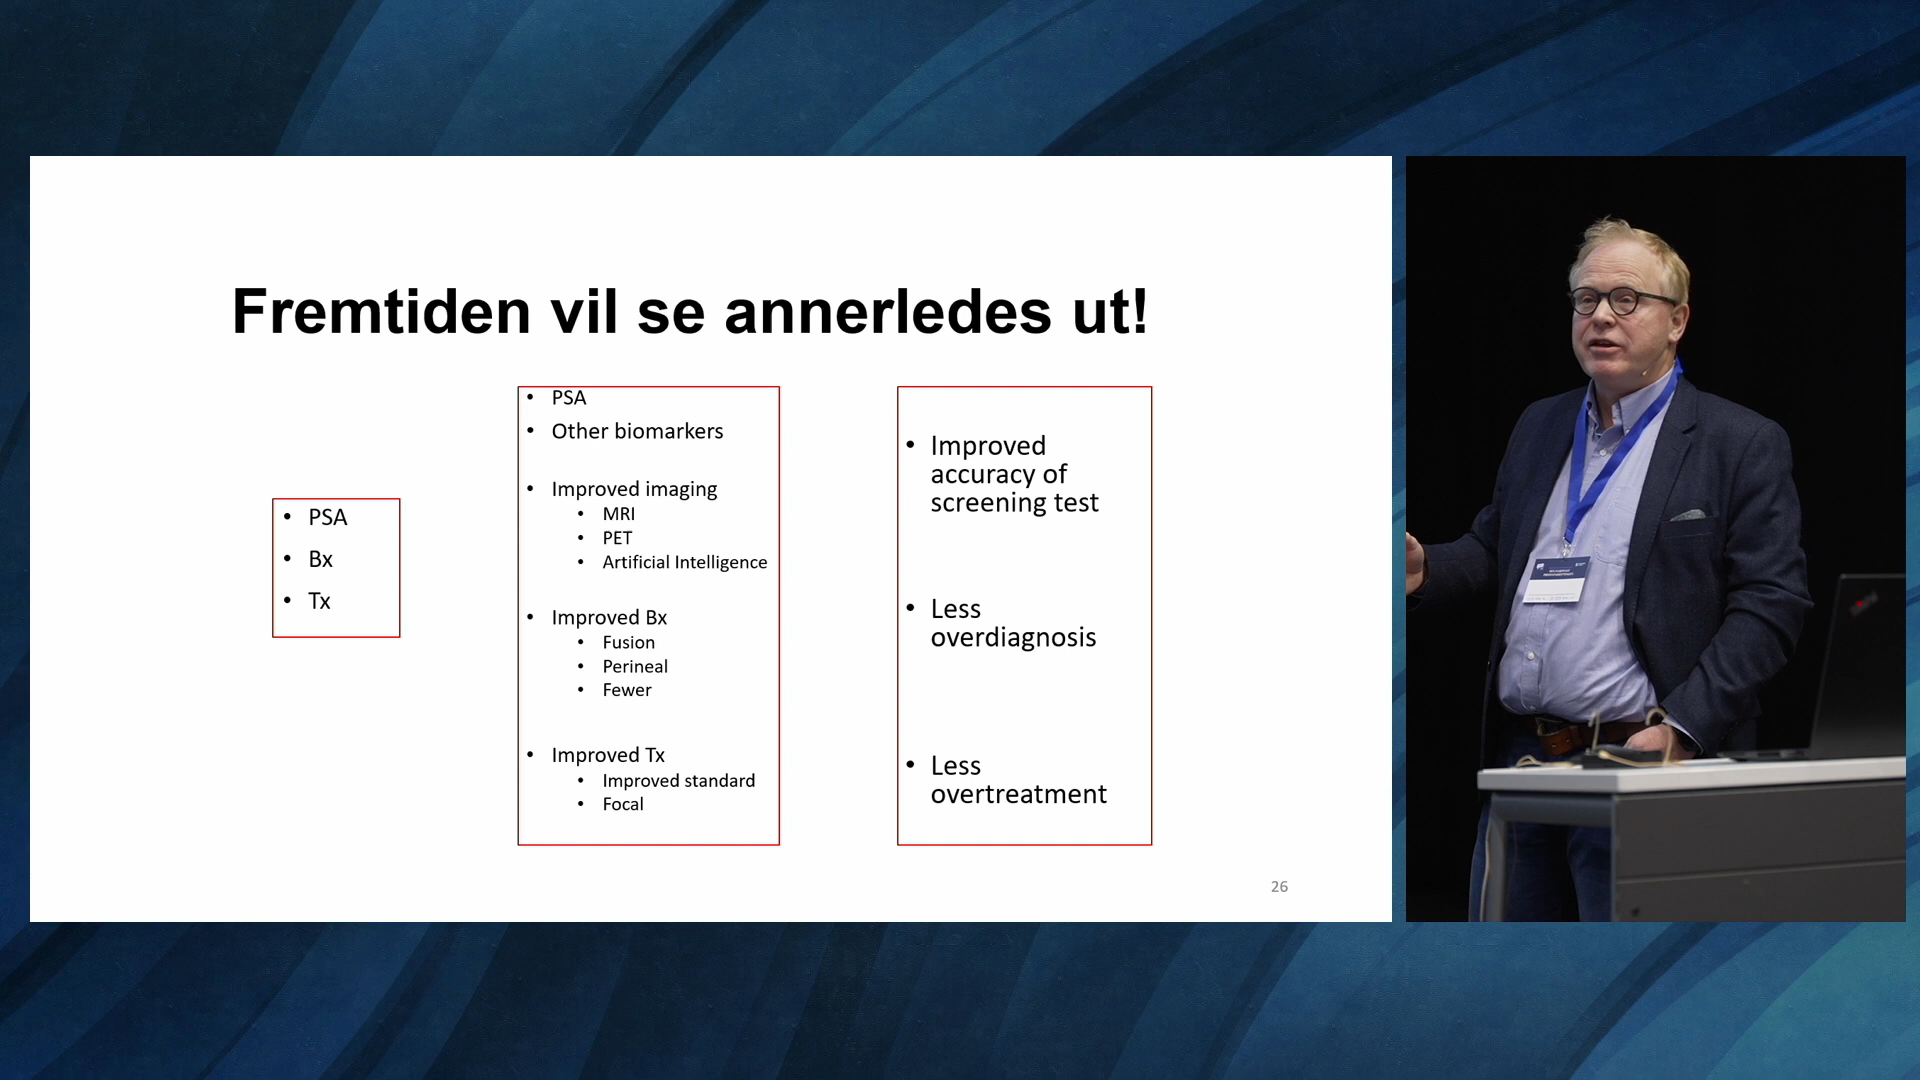 Fremtiden vil se annerledes ut!
• PSA
• Bx
• Tx
• PSA
• Other biomarkers
• Improved imaging
• MRI
• PET
• Artificial Intelligence
• Improved Bx
• Fusion
• Perineal
• Fewer
• Improved Tx
• Improved standard
• Focal
• Improved
accuracy of
screening test
• Less
overdiagnosis
• Less
overtreatment
26